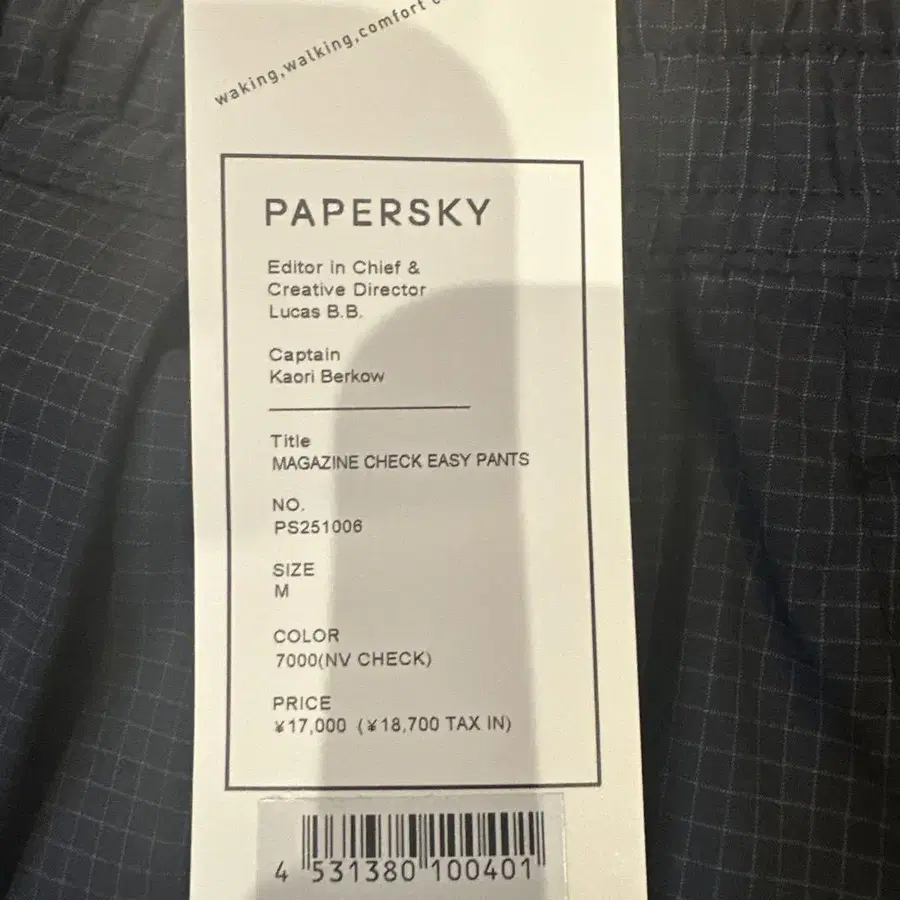 waking,walking,comfort
PAPERSKY
Editor in Chief &
Creative Director
Lucas B.B.
Captain
Kaori Berkow
Title
MAGAZINE CHECK EASY PANTS
NO.
PS251006
SIZE
M
COLOR
7000(NV CHECK)
PRICE
¥17,000 (¥18,700 TAX IN)
4 531380 100401